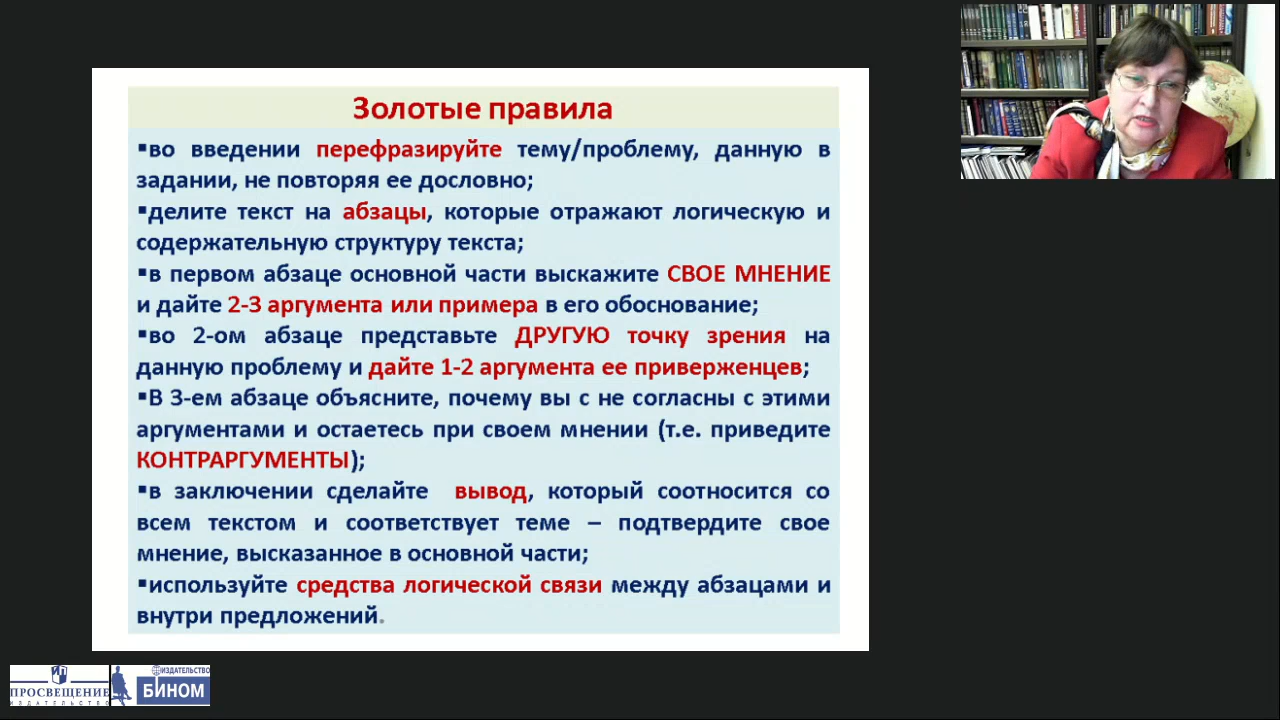 Золотые правила
▪во введении перефразируйте тему/проблему, данную в
задании, не повторяя ее дословно;
▪делите текст на абзацы, которые отражают логическую и
содержательную структуру текста;
▪в первом абзаце основной части выскажите СВОЕ МНЕНИЕ
и дайте 2-3 аргумента или примера в его обоснование;
▪во 2-ом абзаце представьте ДРУГУЮ точку зрения на
данную проблему и дайте 1-2 аргумента ее приверженцев;
▪В 3-ем абзаце объясните, почему вы с не согласны с этими
аргументами и остаетесь при своем мнении (т.е. приведите
КОНТРАРГУМЕНТЫ);
▪в заключении сделайте вывод, который соотносится со
всем текстом и соответствует теме – подтвердите свое
мнение, высказанное в основной части;
▪используйте средства логической связи между абзацами и
внутри предложений.
ПРОСВЕЩЕНИЕ
ИЗДАТЕЛЬСТВО
ИЗДАТЕЛЬСТВО
БИНОМ